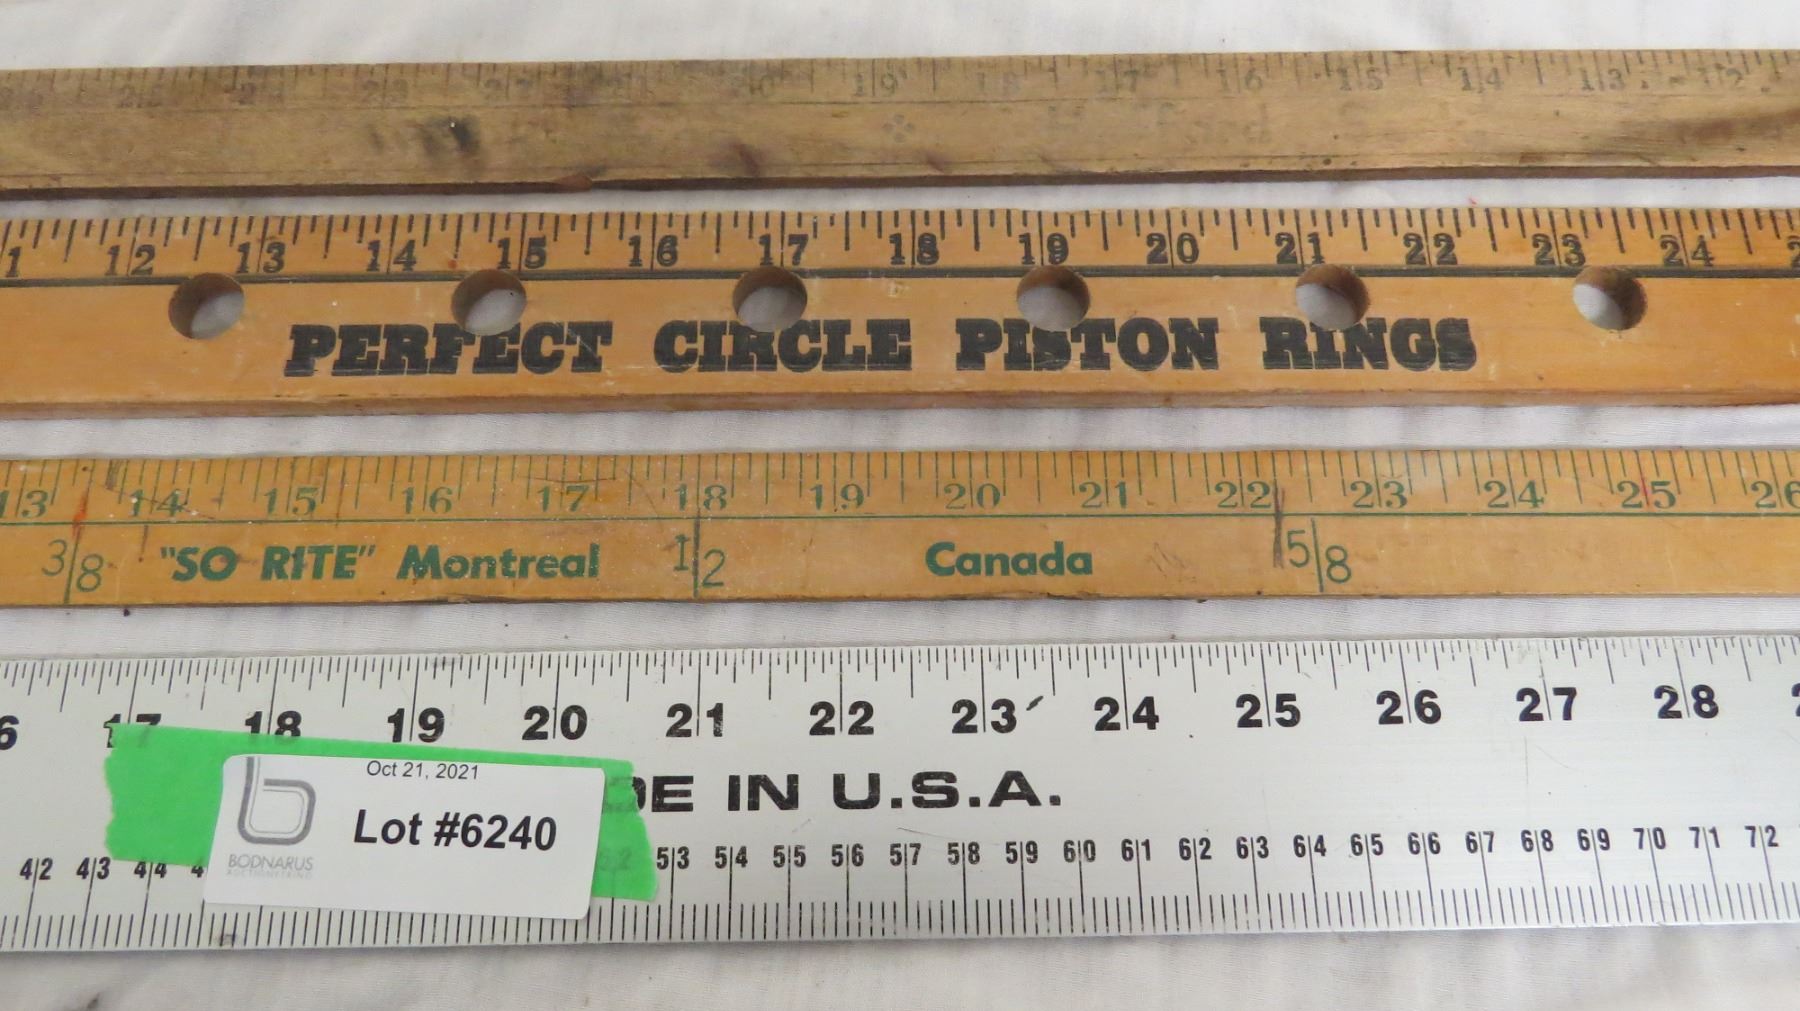 19 18 17 16 15 14 13 12
12 13 14 15 16 17 18 19 20 21 22 23 24
PERFECT CIRCLE PISTON RINGS
13 14 15 16 17 18 19 20 21 22 23 24 25 26
3/8 "SO RITE" Montreal 1/2 Canada 5/8
17 18 19 20 21 22 23 24 25 26 27 28
Oct 21, 2021
Lot #6240
BODNARUS
AUCTIONEERING
DE IN U.S.A.
42 43 44 53 54 55 56 57 58 59 60 61 62 63 64 65 66 67 68 69 70 71 72